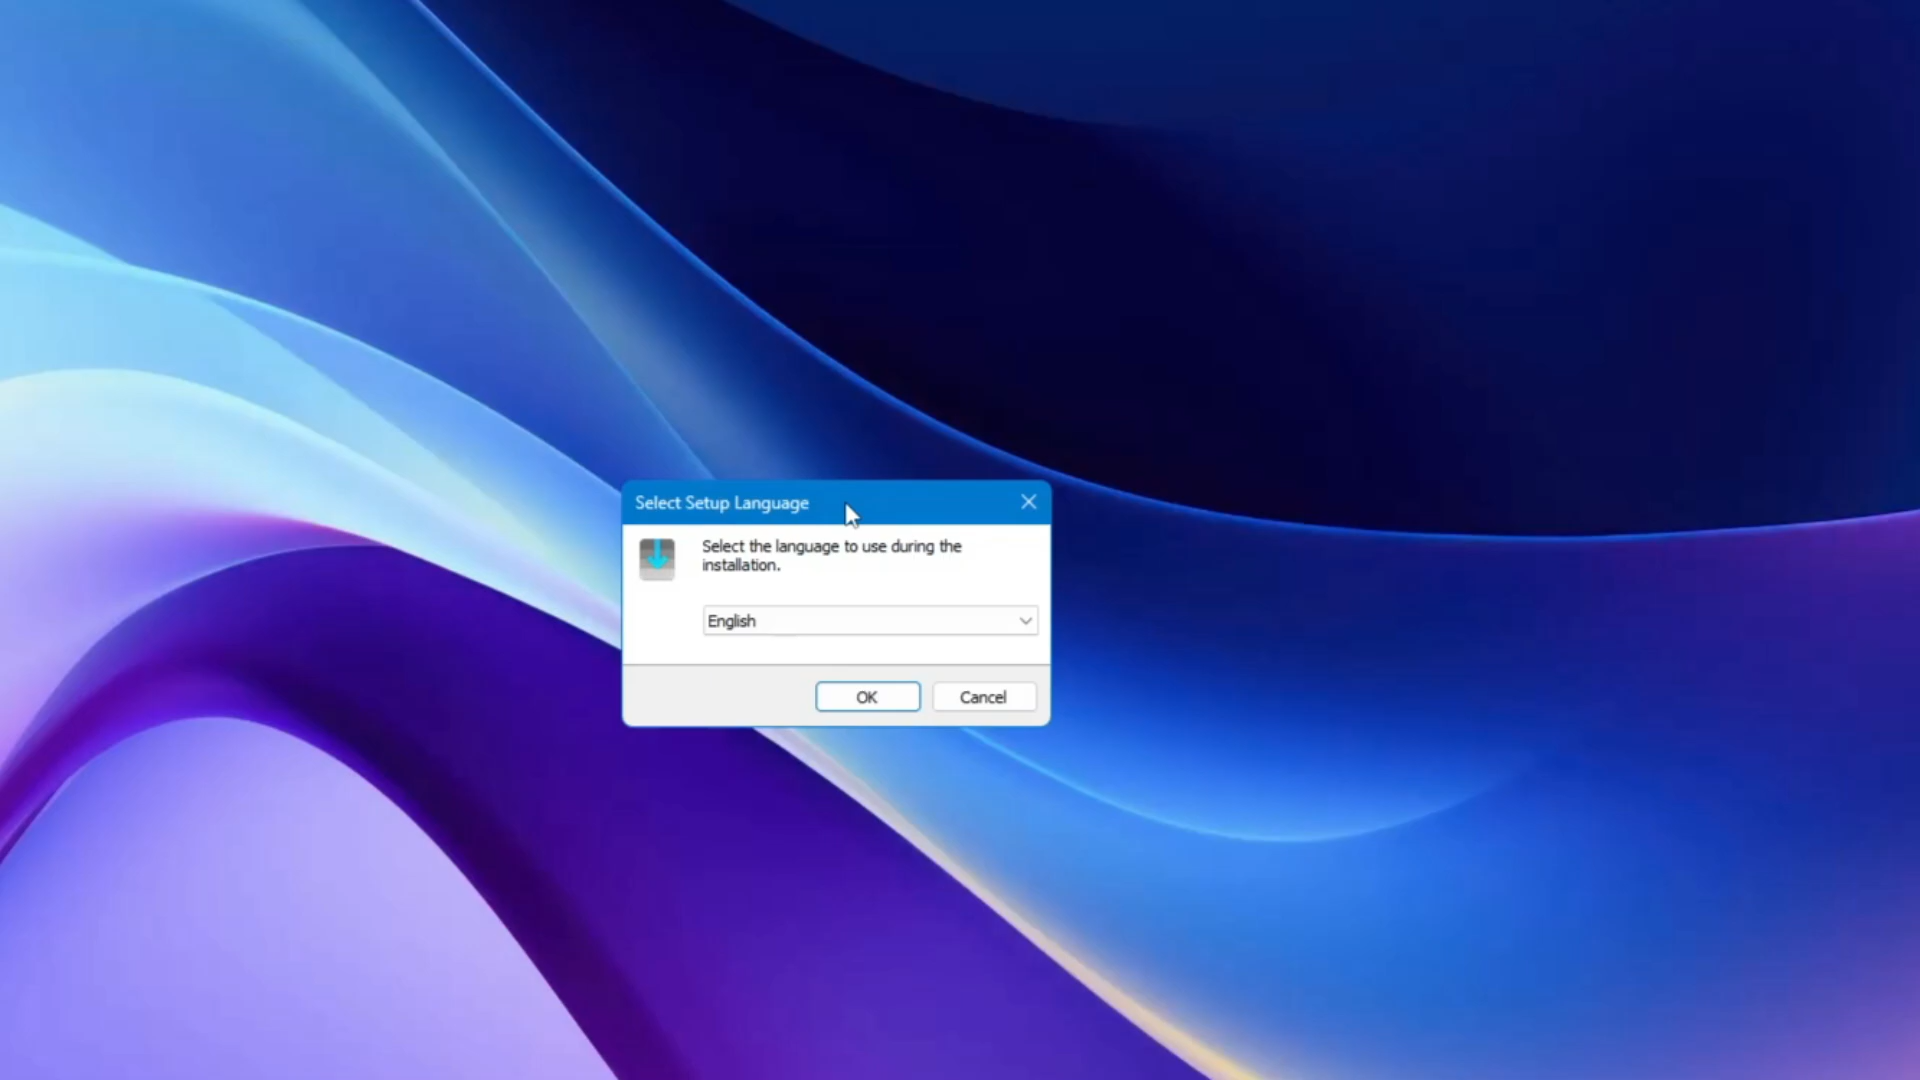 Select Setup Language
Select the language to use during the
installation.
English
OK
Cancel